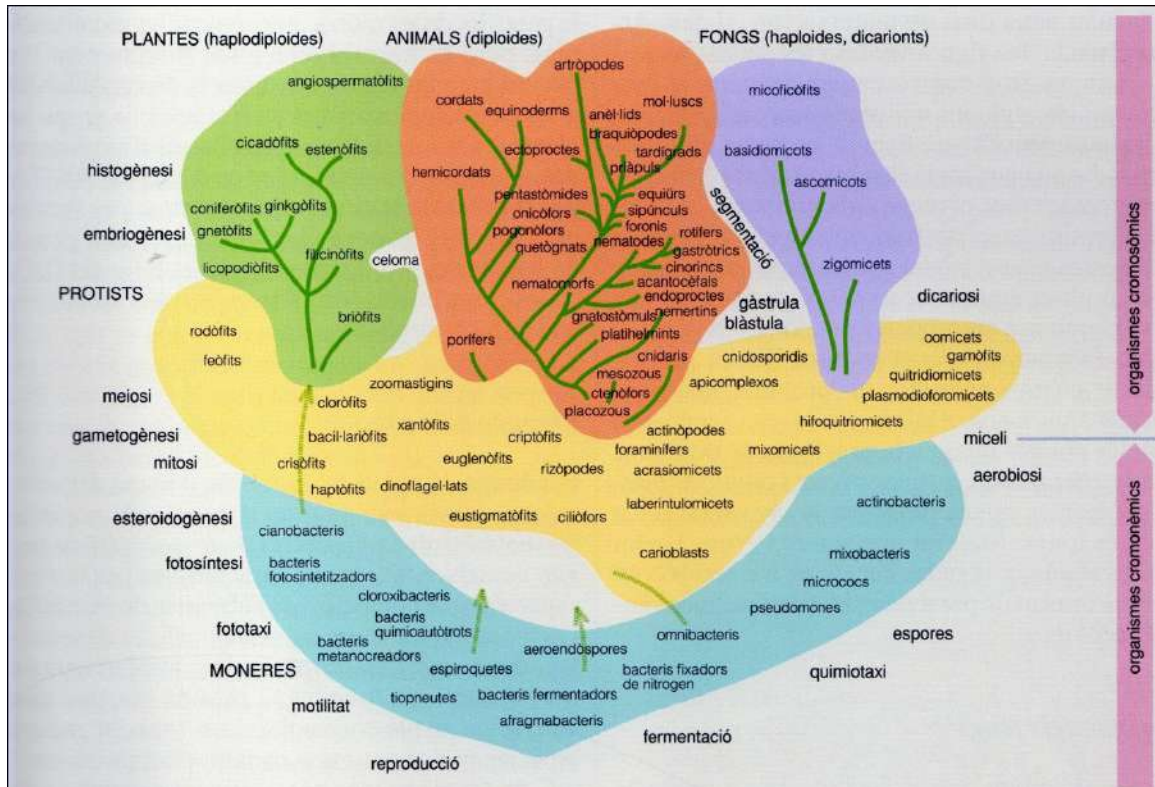 PLANTES (haplodiploides)
ANIMALS (diploides)
FONGS (haploides, dicarionts)
angiospermatòfits
cicadòfits
estenòfits
histogènesi
coniferòfits
ginkgòfits
gnetòfits
embriogènesi
licopodiòfits
filicinòfits
celoma
briòfits
PROTISTS
artròpodes
cordats
equinoderms
anèl·lids
mol·luscs
braquiòpodes
ectoproctes
tardígrads
priàpuls
hemicordats
pentastòmides
equiürs
onicòfors
sipúnculs
pogonòfors
foronis
rotífers
quetògnats
nematodes
gastròtrics
cinorincs
nematomorfs
acantocèfals
endoproctes
gnatostòmuls
nemertins
platihelmints
porífers
cnidaris
mesozous
ctenòfors
placozous
segmentació
gàstrula
blàstula
micoficòfits
basidiomicots
ascomicots
zigomicets
dicariosi
rodòfits
feòfits
zoomastigins
cloròfits
cnidosporidis
apicomplexos
oomicets
gamòfits
quitridiomicets
plasmodioforomicets
hifoquitriomicets
meiosi
gametogènesi
mitosi
xantòfits
bacil·lariòfits
criptòfits
actinòpodes
foraminífers
mixomicets
miceli
crisòfits
euglenòfits
rizòpodes
acrasiomicets
aerobiosi
haptòfits
dinoflagel·lats
laberintulomicets
eustigmatòfits
ciliòfors
carioblasts
esteroidogènesi
cianobacteris
actinobacteris
fotosíntesi
bacteris
fotosintetitzadors
cloroxibacteris
mixobacteris
micrococs
pseudomones
fototaxi
bacteris
quimioautòtrots
bacteris
metanocreadors
aeroendòspores
omnibacteris
espores
MONERES
espiroquetes
bacteris fixadors
de nitrogen
quimiotaxi
motilitat
tiopneutes
bacteris fermentadors
afragmabacteris
fermentació
reproducció
organismes cromosòmics
organismes cromonèmics